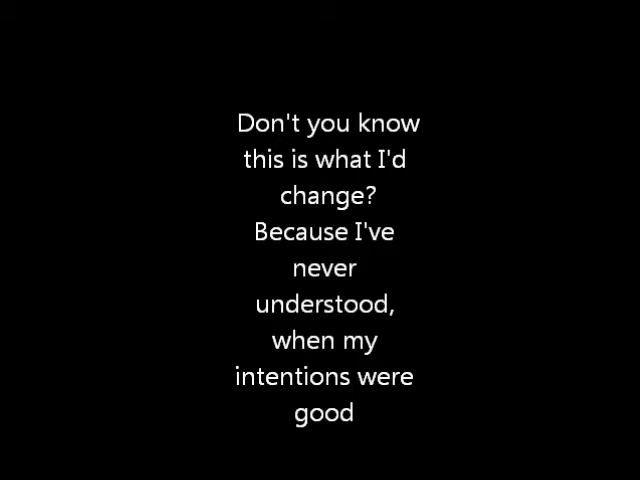 Don't you know
this is what I'd
change?
Because I've
never
understood,
when my
intentions were
good